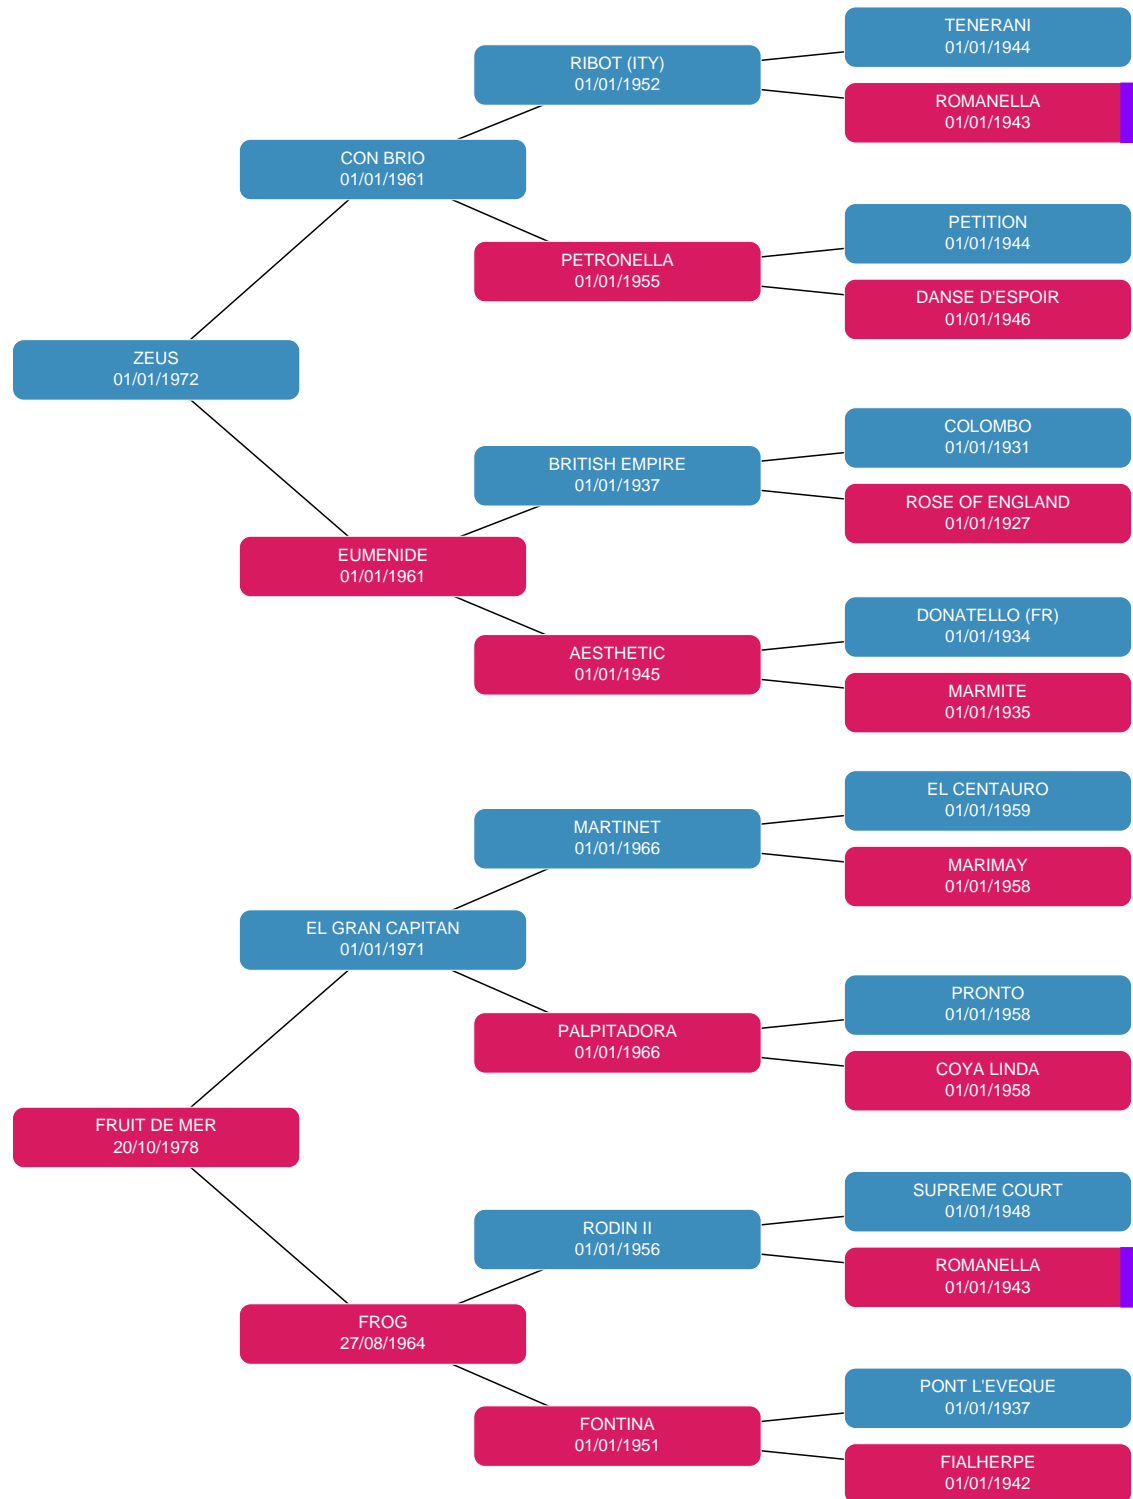 TENERANI
01/01/1944
RIBOT (ITY)
01/01/1952
ROMANELLA
01/01/1943
CON BRIO
01/01/1961
PETITION
01/01/1944
PETRONELLA
01/01/1955
DANSE D'ESPOIR
01/01/1946
ZEUS
01/01/1972
COLOMBO
01/01/1931
BRITISH EMPIRE
01/01/1937
ROSE OF ENGLAND
01/01/1927
EUMENIDE
01/01/1961
DONATELLO (FR)
01/01/1934
AESTHETIC
01/01/1945
MARMITE
01/01/1935
EL CENTAURO
01/01/1959
MARTINET
01/01/1966
MARIMAY
01/01/1958
EL GRAN CAPITAN
01/01/1971
PRONTO
01/01/1958
PALPITADORA
01/01/1966
COYA LINDA
01/01/1958
FRUIT DE MER
20/10/1978
SUPREME COURT
01/01/1948
RODIN II
01/01/1956
ROMANELLA
01/01/1943
FROG
27/08/1964
PONT L'EVEQUE
01/01/1937
FONTINA
01/01/1951
FIALHERPE
01/01/1942